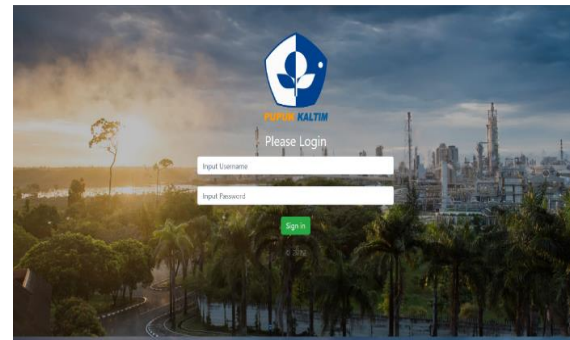 PUPUK KALTIM
Please Login
Input Username
Input Password
Sign in